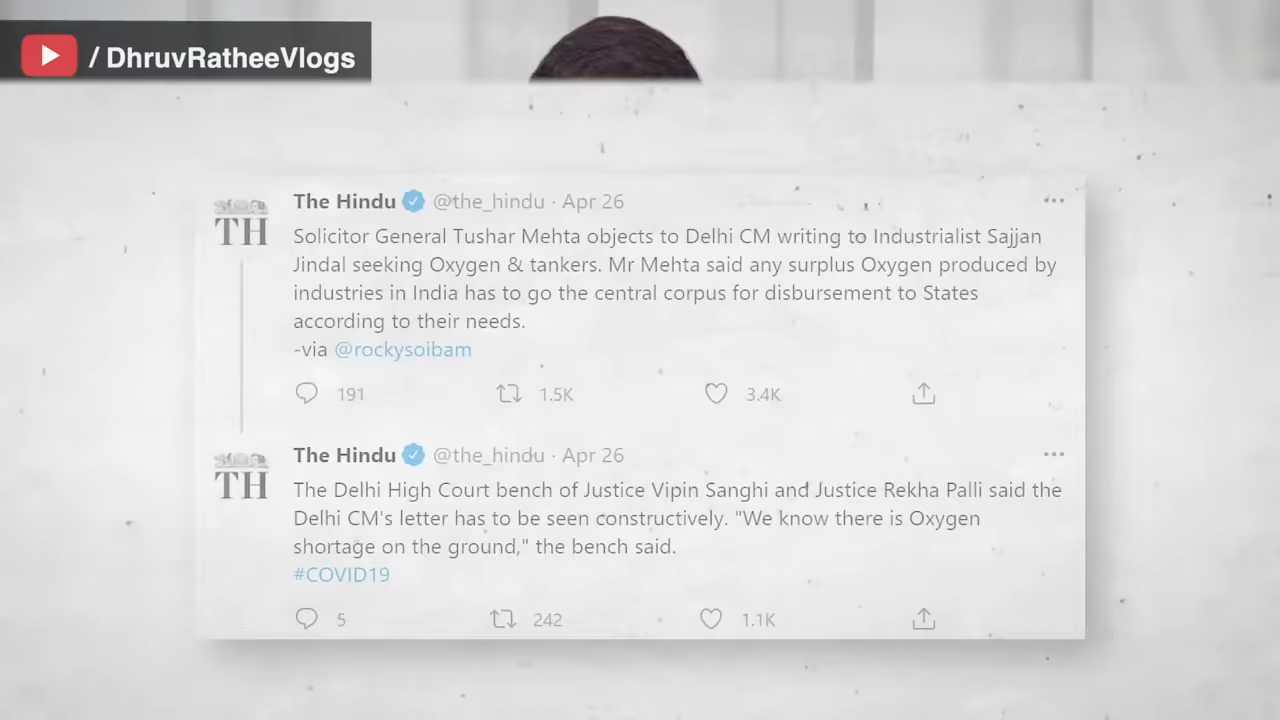 / DhruvRatheeVlogs
The Hindu @the_hindu · Apr 26
TH
Solicitor General Tushar Mehta objects to Delhi CM writing to Industrialist Sajjan
Jindal seeking Oxygen & tankers. Mr Mehta said any surplus Oxygen produced by
industries in India has to go the central corpus for disbursement to States
according to their needs.
-via @rockysoibam
191 1.5K 3.4K
The Hindu @the_hindu · Apr 26
TH
The Delhi High Court bench of Justice Vipin Sanghi and Justice Rekha Palli said the
Delhi CM's letter has to be seen constructively. "We know there is Oxygen
shortage on the ground," the bench said.
#COVID19
5 242 1.1K